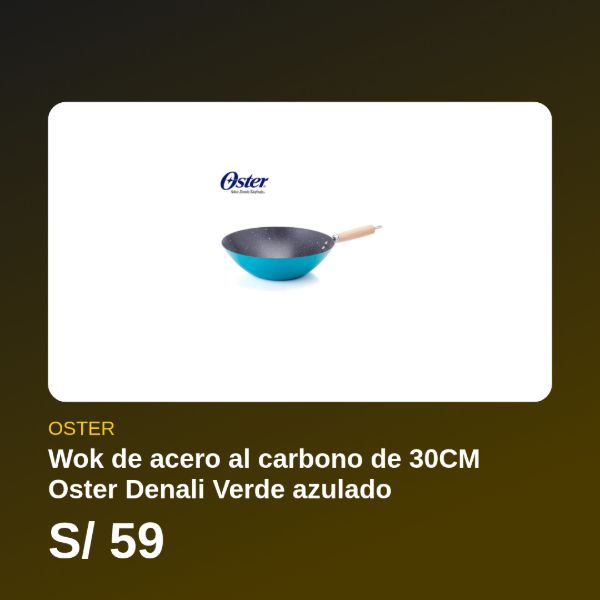 Oster
OSTER
Wok de acero al carbono de 30CM
Oster Denali Verde azulado
S/ 59